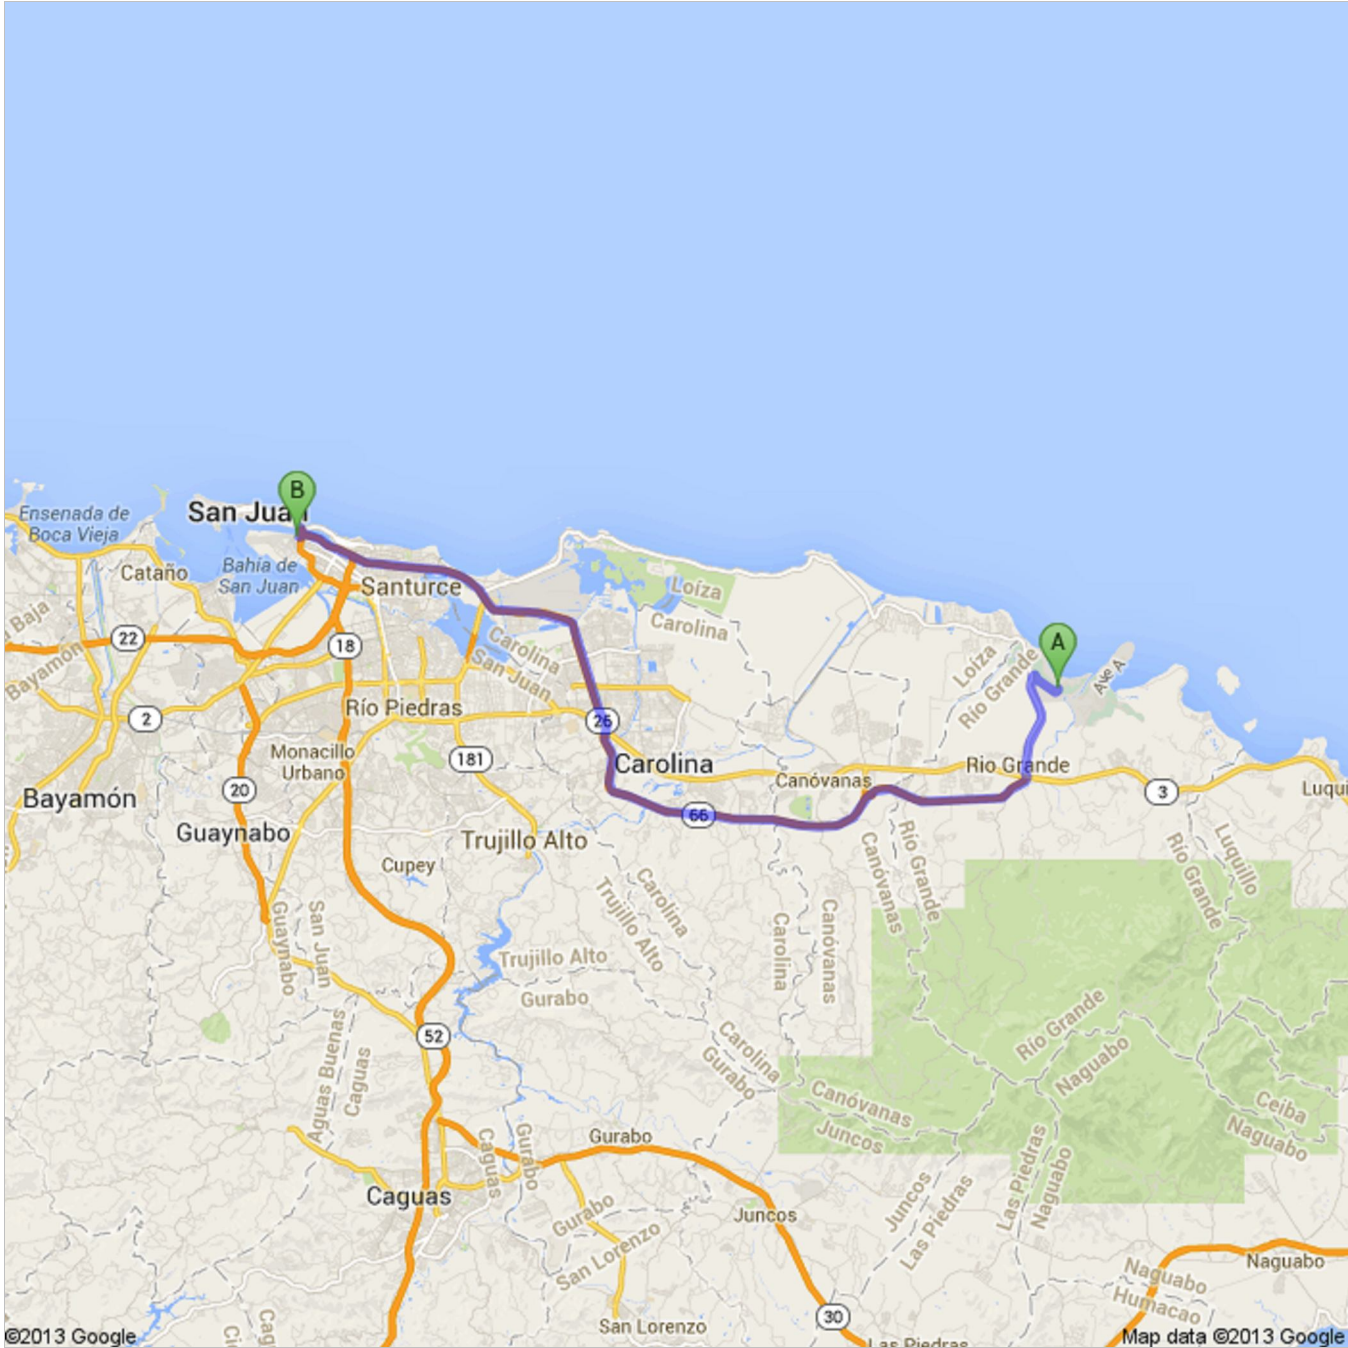 B
San Juan
Ensenada de
Boca Vieja
Cataño
Bahía de
San Juan
Santurce
Loíza
Carolina
A
Ave A
Loíza
Río Grande
Baja
Bayamón
22
18
Carolina
San Juan
2
Río Piedras
26
Monacillo
Urbano
181
Carolina
Canóvanas
Rio Grande
3
20
Bayamón
Guaynabo
66
Trujillo Alto
Cupey
Canóvanas
Río Grande
Río Grande
Luquillo
Guaynabo
San Juan
Carolina
Trujillo Alto
Carolina
Canóvanas
Trujillo Alto
Gurabo
52
Aguas Buenas
Caguas
Carolina
Gurabo
Río Grande
Naguabo
Canóvanas
Juncos
Ceiba
Naguabo
Gurabo
Caguas
Gurabo
Caguas
Juncos
Las Piedras
Las Piedras
Naguabo
Juncos
Gurabo
San Lorenzo
Naguabo
Naguabo
Humacao
30
San Lorenzo
Las Piedras
©2013 Google
Map data ©2013 Google